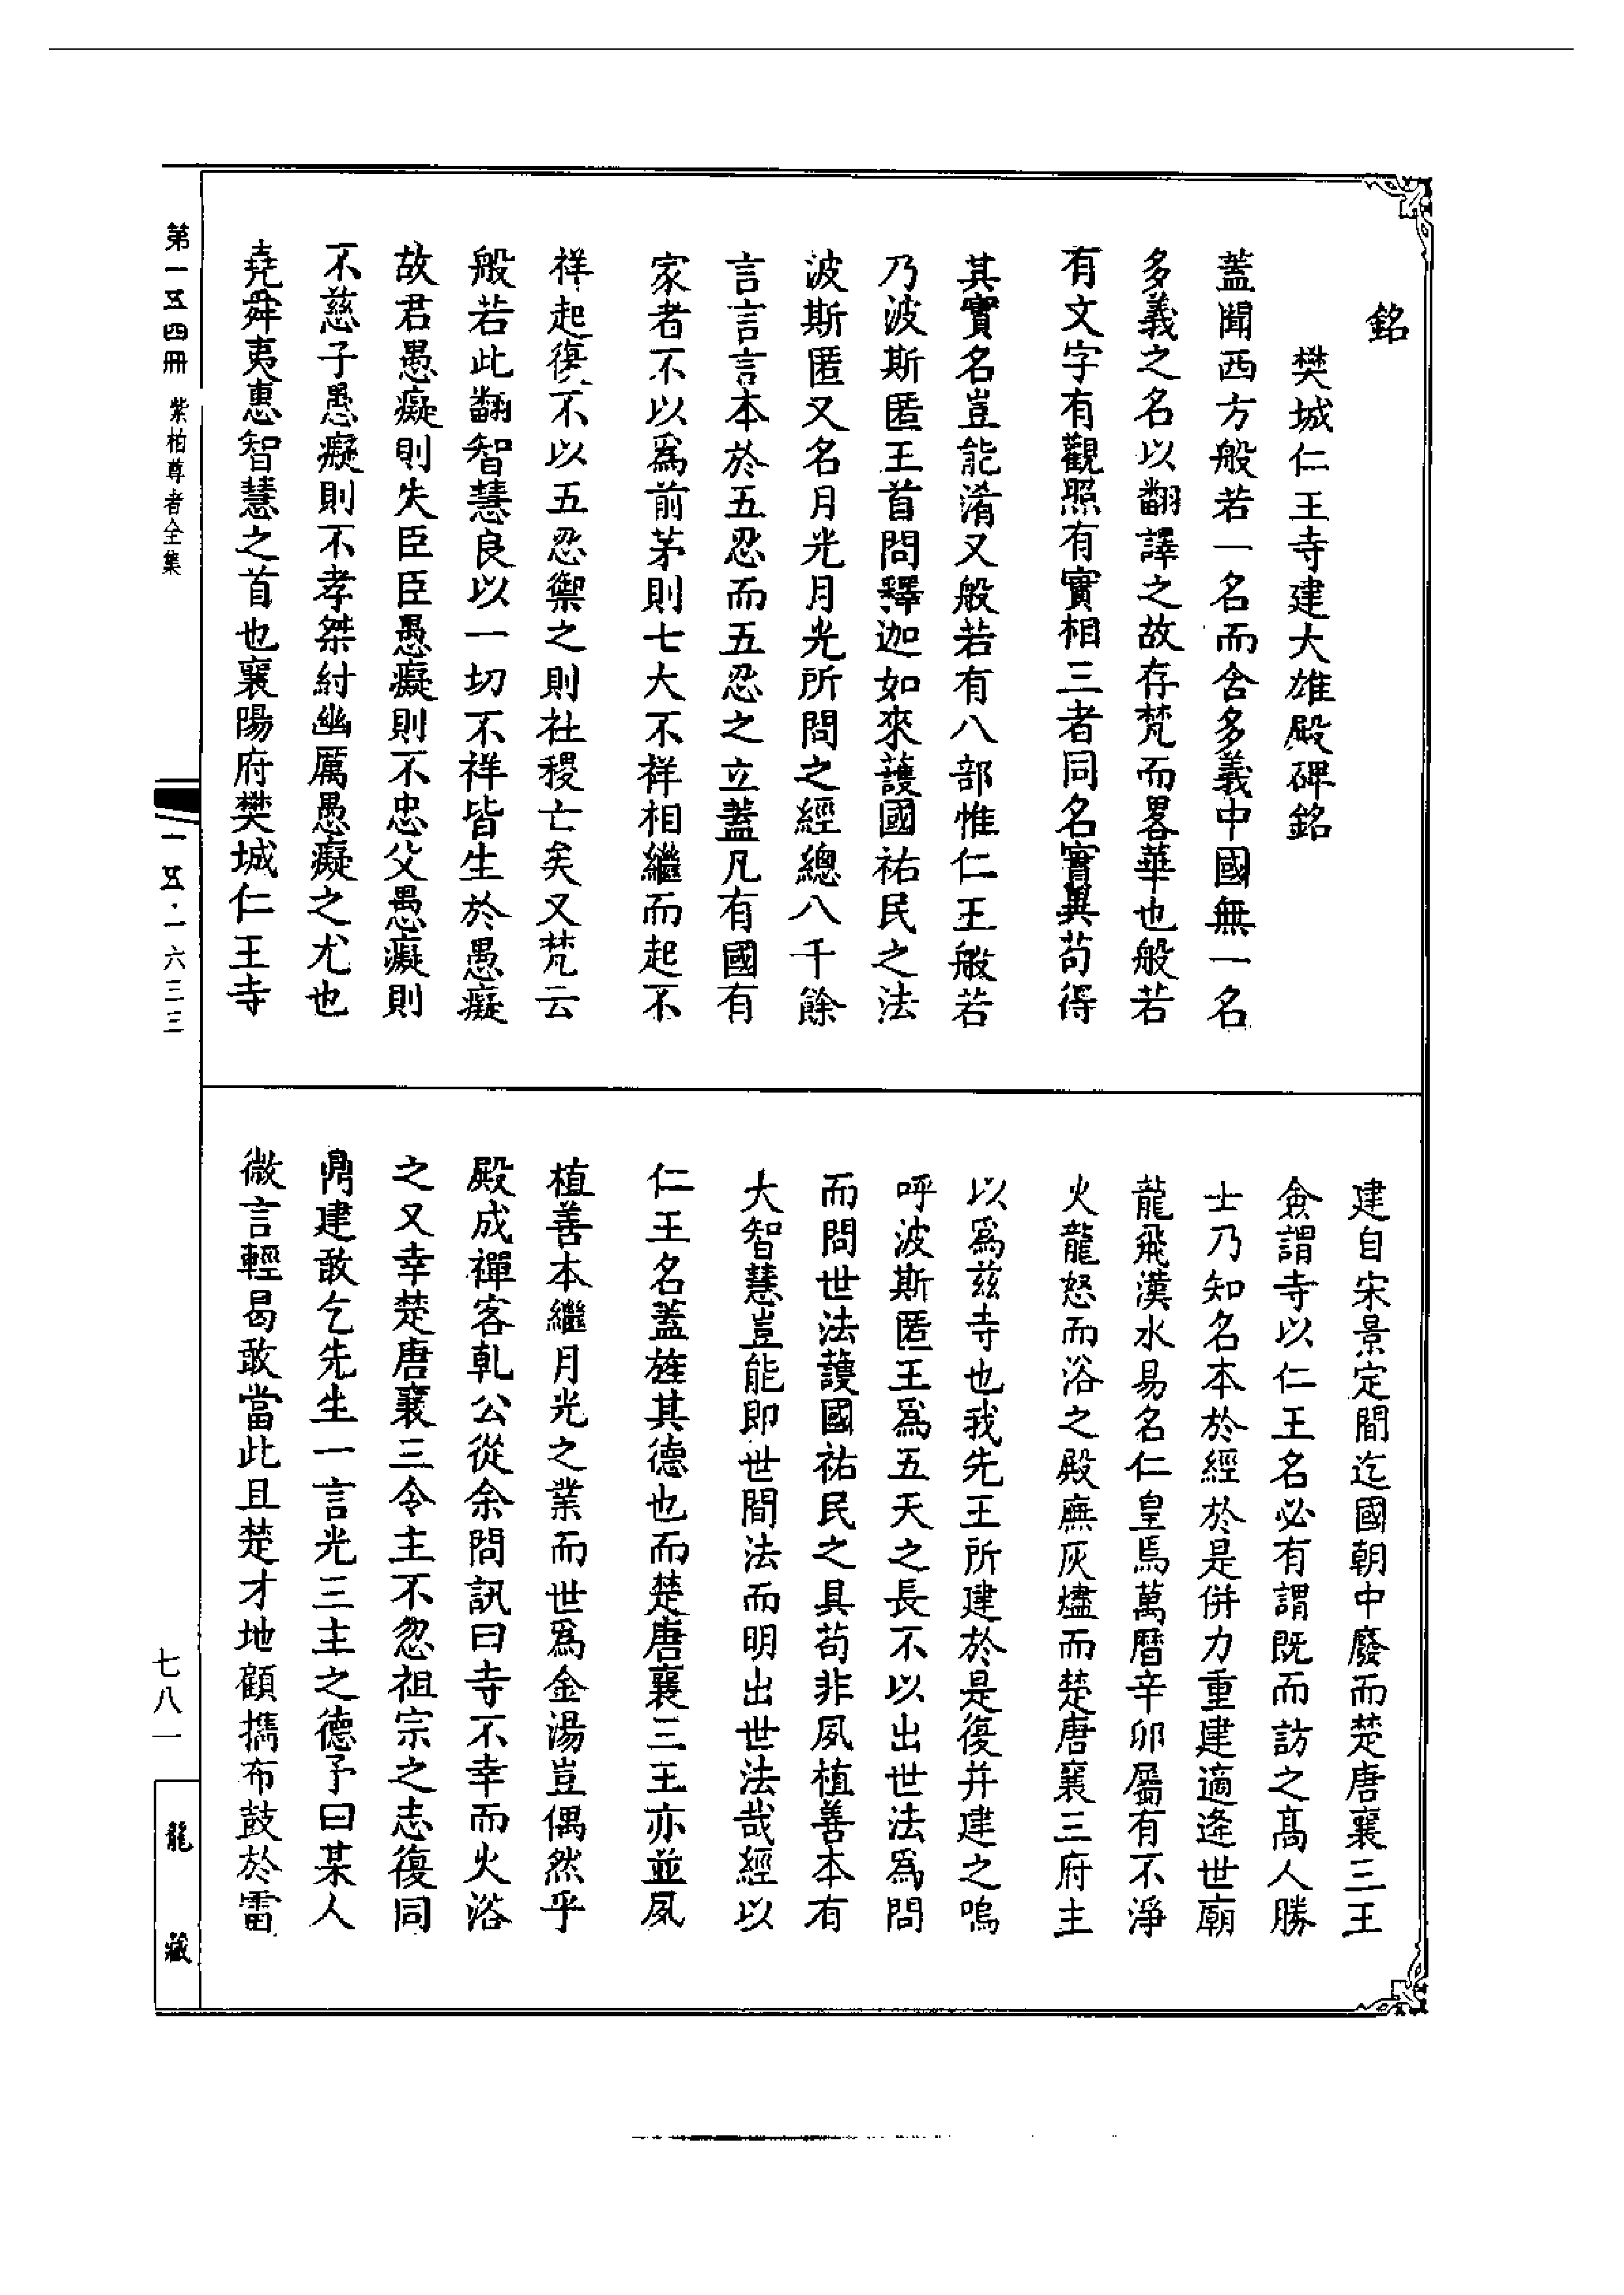 銘
樊城仁王寺建大雄殿碑銘
蓋聞西方般若一名而含多義中國無一名
多義之名以翻譯之故存梵而畧華也般若
有文字有觀照有實相三者同名實異苟得
其實名豈能淆又般若有八部惟仁王般若
乃波斯匿王首問釋迦如來護國祐民之法
波斯匿又名月光月光所問之經總八千餘
言言言本於五忍而五忍之立蓋凡有國有
家者不以爲前茅則七大不祥相繼而起不
祥起復不以五忍禦之則社稷亡矣又梵云
般若此翻智慧良以一切不祥皆生於愚癡
故君愚癡則失臣臣愚癡則不忠父愚癡則
不慈子愚癡則不孝桀紂幽厲愚癡之尤也
堯舜夷惠智慧之首也襄陽府樊城仁王寺
建自宋景定間迄國朝中廢而楚唐襄三王
僉謂寺以仁王名必有謂既而訪之髙人勝
士乃知名本於經於是併力重建適逢世廟
龍飛漢水易名仁皇焉萬曆辛卯屬有不淨
火龍怒而浴之殿廡灰燼而楚唐襄三府主
以爲茲寺也我先王所建於是復并建之嗚
呼波斯匿王爲五天之長不以出世法爲問
而問世法護國祐民之具苟非夙植善本有
大智慧豈能即世間法而明出世法哉經以
仁王名蓋旌其德也而楚唐襄三王亦並夙
植善本繼月光之業而世爲金湯豈偶然乎
殿成禪客軋公從余問訊曰寺不幸而火浴
之又幸楚唐襄三令主不忽祖宗之志復同
鼎建敢乞先生一言光三主之德予曰某人
微言輕曷敢當此且楚才地顧擕布鼓於雷
第一五四冊 紫柏尊者全集
一五·一六三三
七八一
龍藏